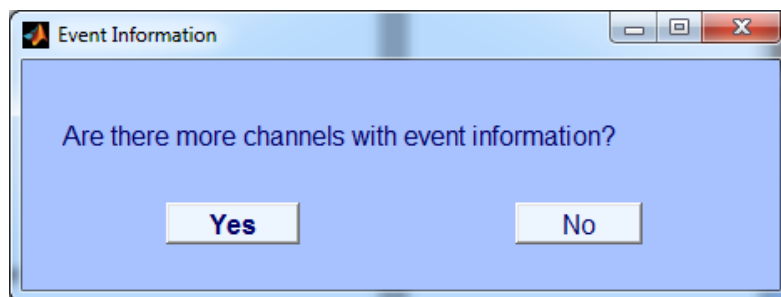 Event Information
Are there more channels with event information?
Yes
No